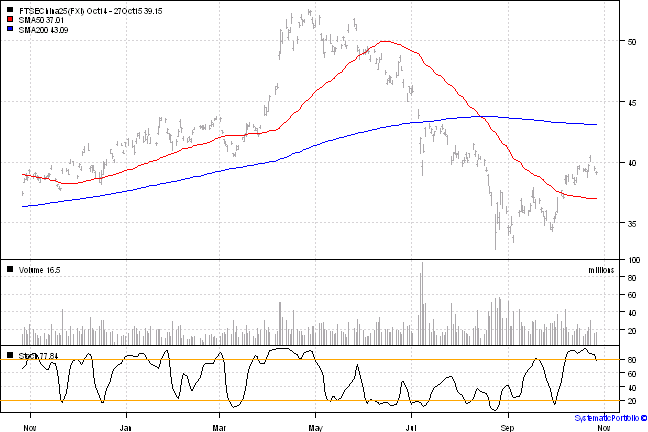 FTSEChina25(FXI) Oct14 - 27Oct15 39.15
SMA50 37.01
SMA200 43.09
50
45
40
35
Volume 16.5
millions
100
80
60
40
20
Stoch 77.84
80
60
40
20
Nov Jan Mar May Jul Sep Nov
SystematicPortfolio ©